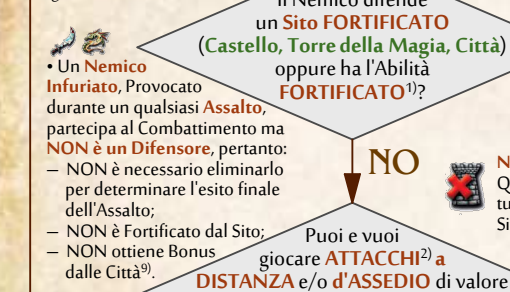 Il Nemico difende
un Sito FORTIFICATO
(Castello, Torre della Magia, Città)
oppure ha l'Abilità
FORTIFICATO¹⁾?
• Un Nemico
Infuriato, Provocato
durante un qualsiasi Assalto,
partecipa al Combattimento ma
NON è un Difensore, pertanto:
— NON è necessario eliminarlo
per determinare l'esito finale
dell'Assalto;
— NON è Fortificato dal Sito;
— NON ottiene Bonus
dalle Città⁹⁾.
NO
Puoi e vuoi
giocare ATTACCHI²⁾ a
DISTANZA e/o d'ASSEDIO di valore